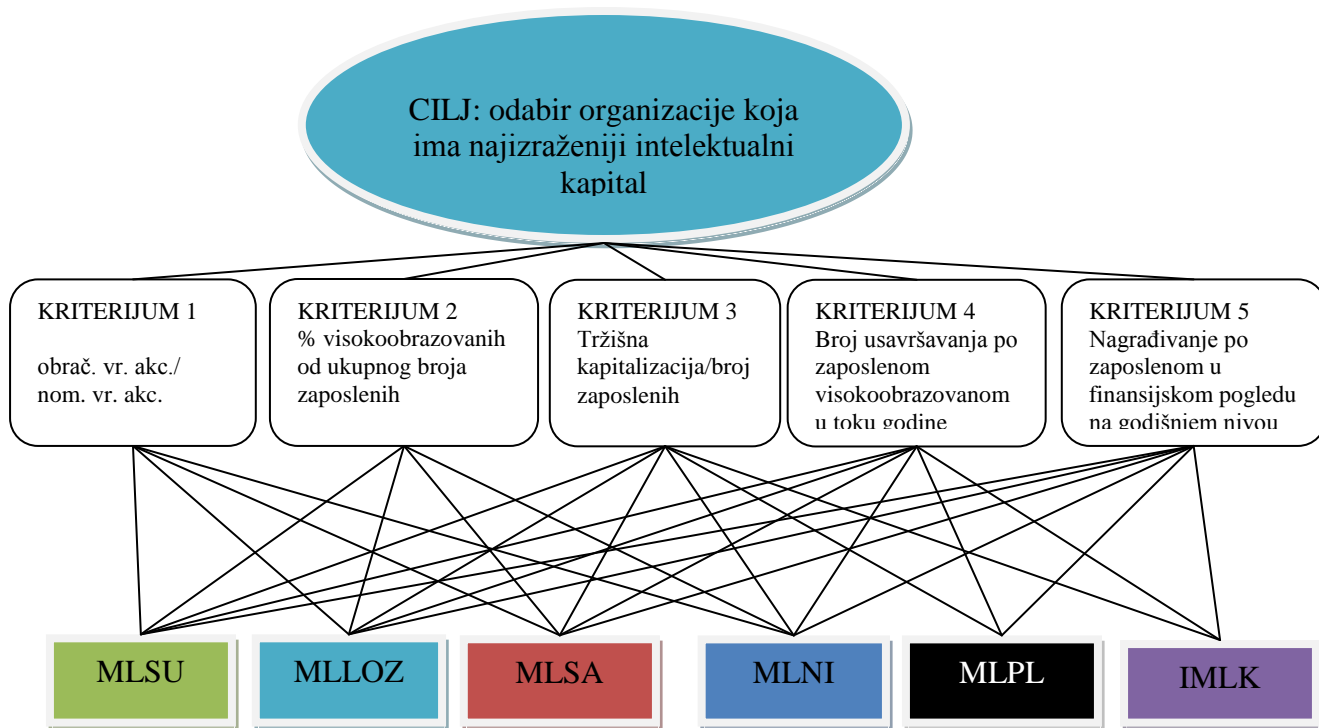 CILJ: odabir organizacije koja
ima najizraženiji intelektualni
kapital
KRITERIJUM 1
obrač. vr. akc./
nom. vr. akc.
KRITERIJUM 2
% visokoobrazovanih
od ukupnog broja
zaposlenih
KRITERIJUM 3
Tržišna
kapitalizacija/broj
zaposlenih
KRITERIJUM 4
Broj usavršavanja po
zaposlenom
visokoobrazovanom
u toku godine
KRITERIJUM 5
Nagrađivanje po
zaposlenom u
finansijskom pogledu
na godišnjem nivou
MLSU
MLLOZ
MLSA
MLNI
MLPL
IMLK